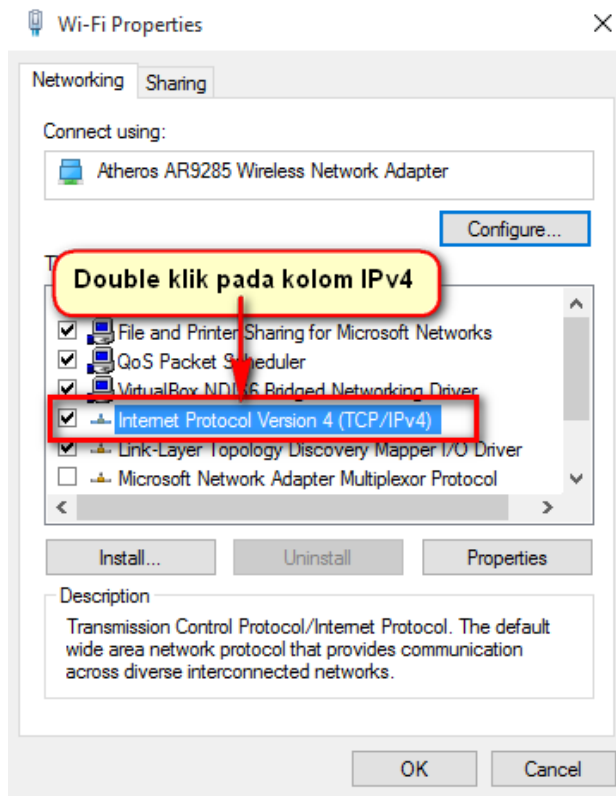 Wi-Fi Properties
Networking
Sharing
Connect using:
Atheros AR9285 Wireless Network Adapter
Configure...
Double klik pada kolom IPv4
File and Printer Sharing for Microsoft Networks
QoS Packet Scheduler
VirtualBox NDIS6 Bridged Networking Driver
Internet Protocol Version 4 (TCP/IPv4)
Link-Layer Topology Discovery Mapper I/O Driver
Microsoft Network Adapter Multiplexor Protocol
Install...
Uninstall
Properties
Description
Transmission Control Protocol/Internet Protocol. The default
wide area network protocol that provides communication
across diverse interconnected networks.
OK
Cancel